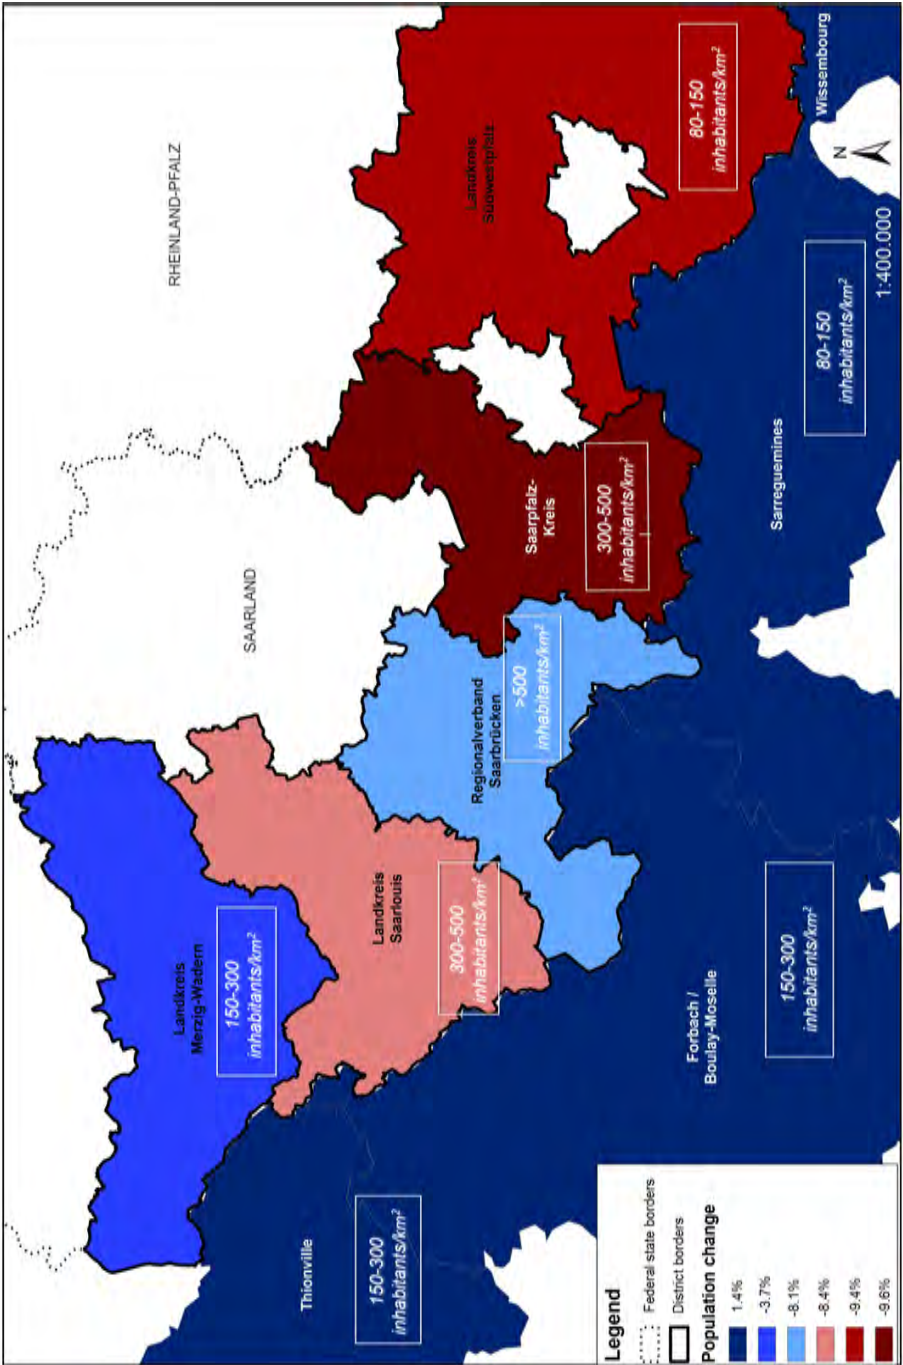 RHEINLAND-PFALZ
SAARLAND
Landkreis
Merzig-Wadern
150-300
inhabitants/km²
Landkreis
Saarlouis
300-500
inhabitants/km²
Regionalverband
Saarbrücken
>500
inhabitants/km²
Saarpfalz-
Kreis
300-500
inhabitants/km²
Landkreis
Südwestpfalz
80-150
inhabitants/km²
Thionville
150-300
inhabitants/km²
Forbach /
Boulay-Moselle
150-300
inhabitants/km²
Sarreguemines
80-150
inhabitants/km²
Wissembourg
N
1:400.000
Legend
Federal state borders
District borders
Population change
1.4%
-3.7%
-8.1%
-8.4%
-9.4%
-9.6%